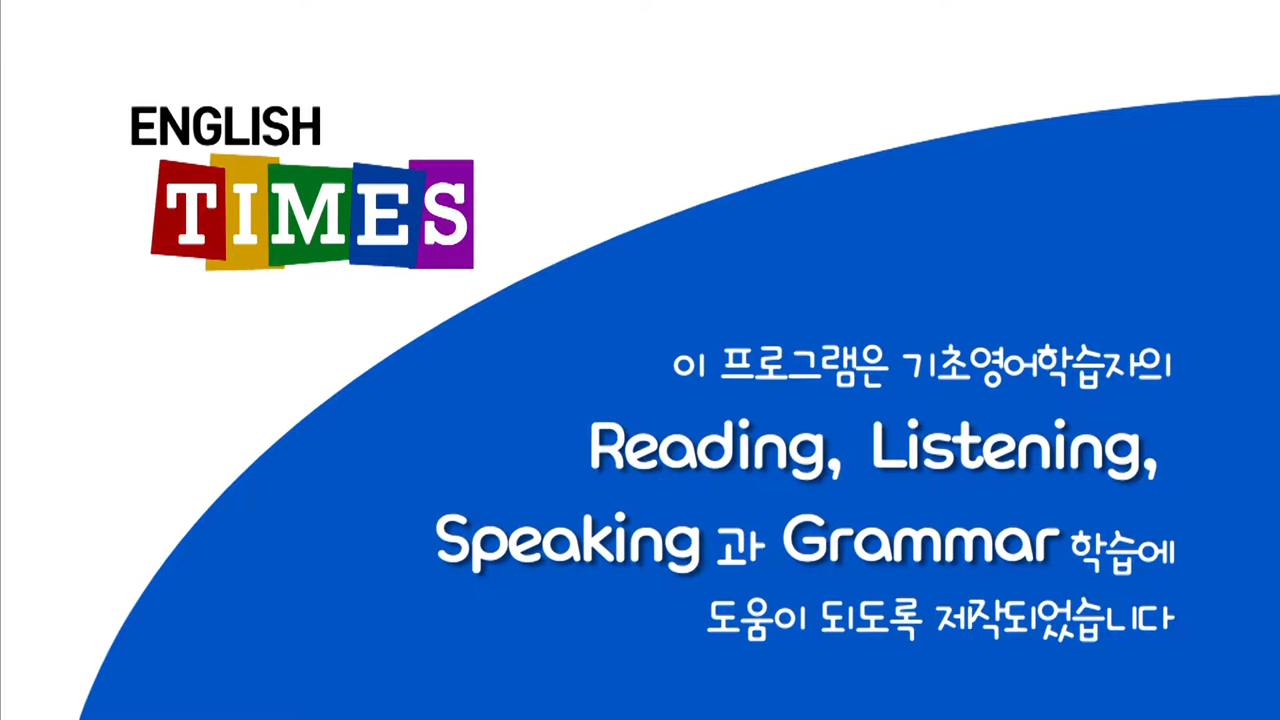 ENGLISH
TIMES
이 프로그램은 기초영어학습자의
Reading, Listening,
Speaking 과 Grammar 학습에
도움이 되도록 제작되었습니다